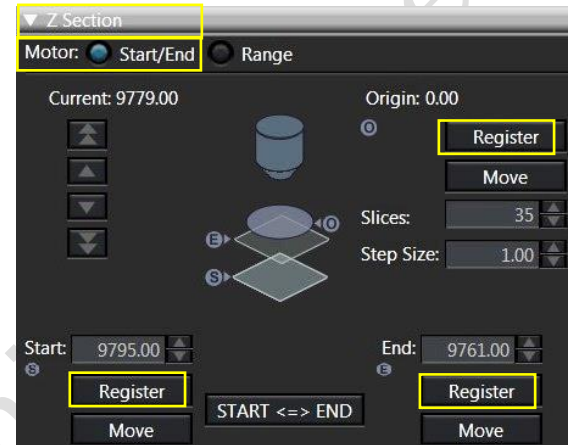 ▼ Z Section
Motor: Start/End Range
Current: 9779.00 Origin: 0.00
O Register
Move
O
E
S
Slices: 35
Step Size: 1.00
Start: 9795.00 End: 9761.00
S E
Register START <=> END Register
Move Move